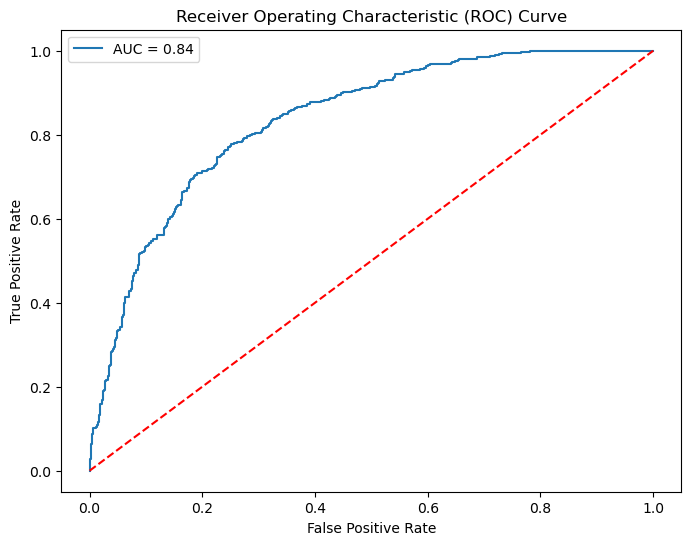 Receiver Operating Characteristic (ROC) Curve
AUC = 0.84
True Positive Rate
1.0
0.8
0.6
0.4
0.2
0.0
0.0 0.2 0.4 0.6 0.8 1.0
False Positive Rate